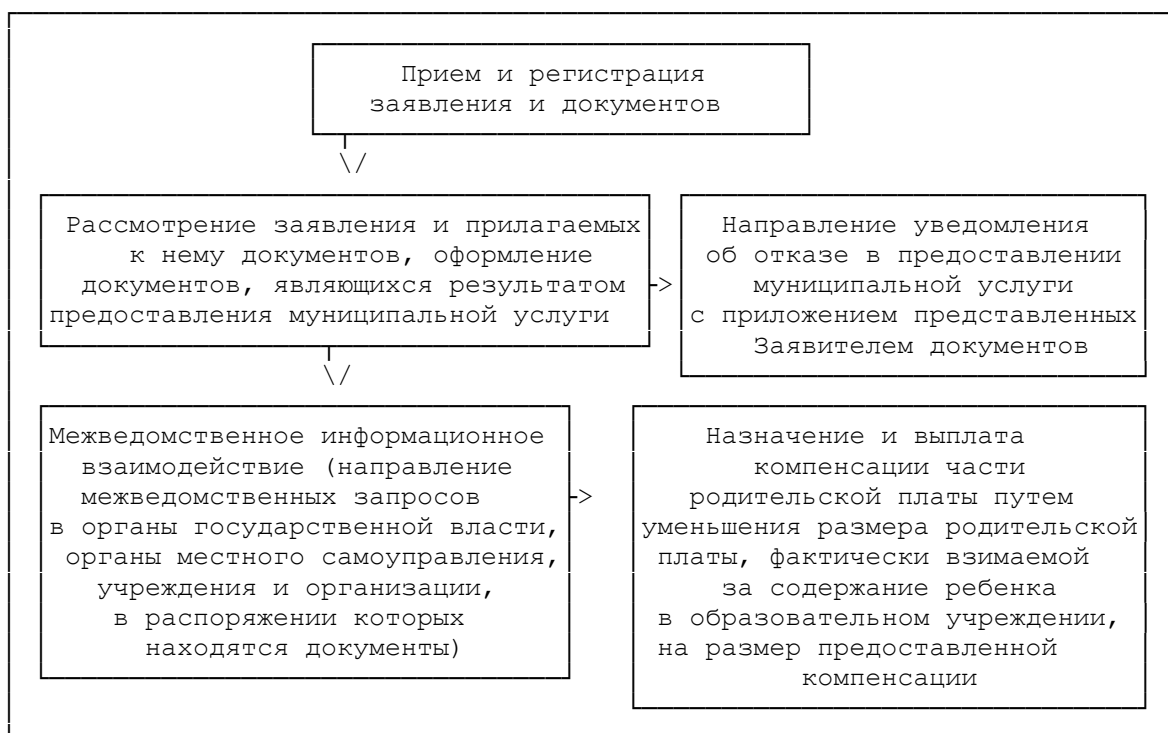 Прием и регистрация
заявления и документов
\/
Рассмотрение заявления и прилагаемых
к нему документов, оформление
документов, являющихся результатом
предоставления муниципальной услуги
->
Направление уведомления
об отказе в предоставлении
муниципальной услуги
с приложением представленных
Заявителем документов
\/
Межведомственное информационное
взаимодействие (направление
межведомственных запросов
в органы государственной власти,
органы местного самоуправления,
учреждения и организации,
в распоряжении которых
находятся документы)
->
Назначение и выплата
компенсации части
родительской платы путем
уменьшения размера родительской
платы, фактически взимаемой
за содержание ребенка
в образовательном учреждении,
на размер предоставленной
компенсации